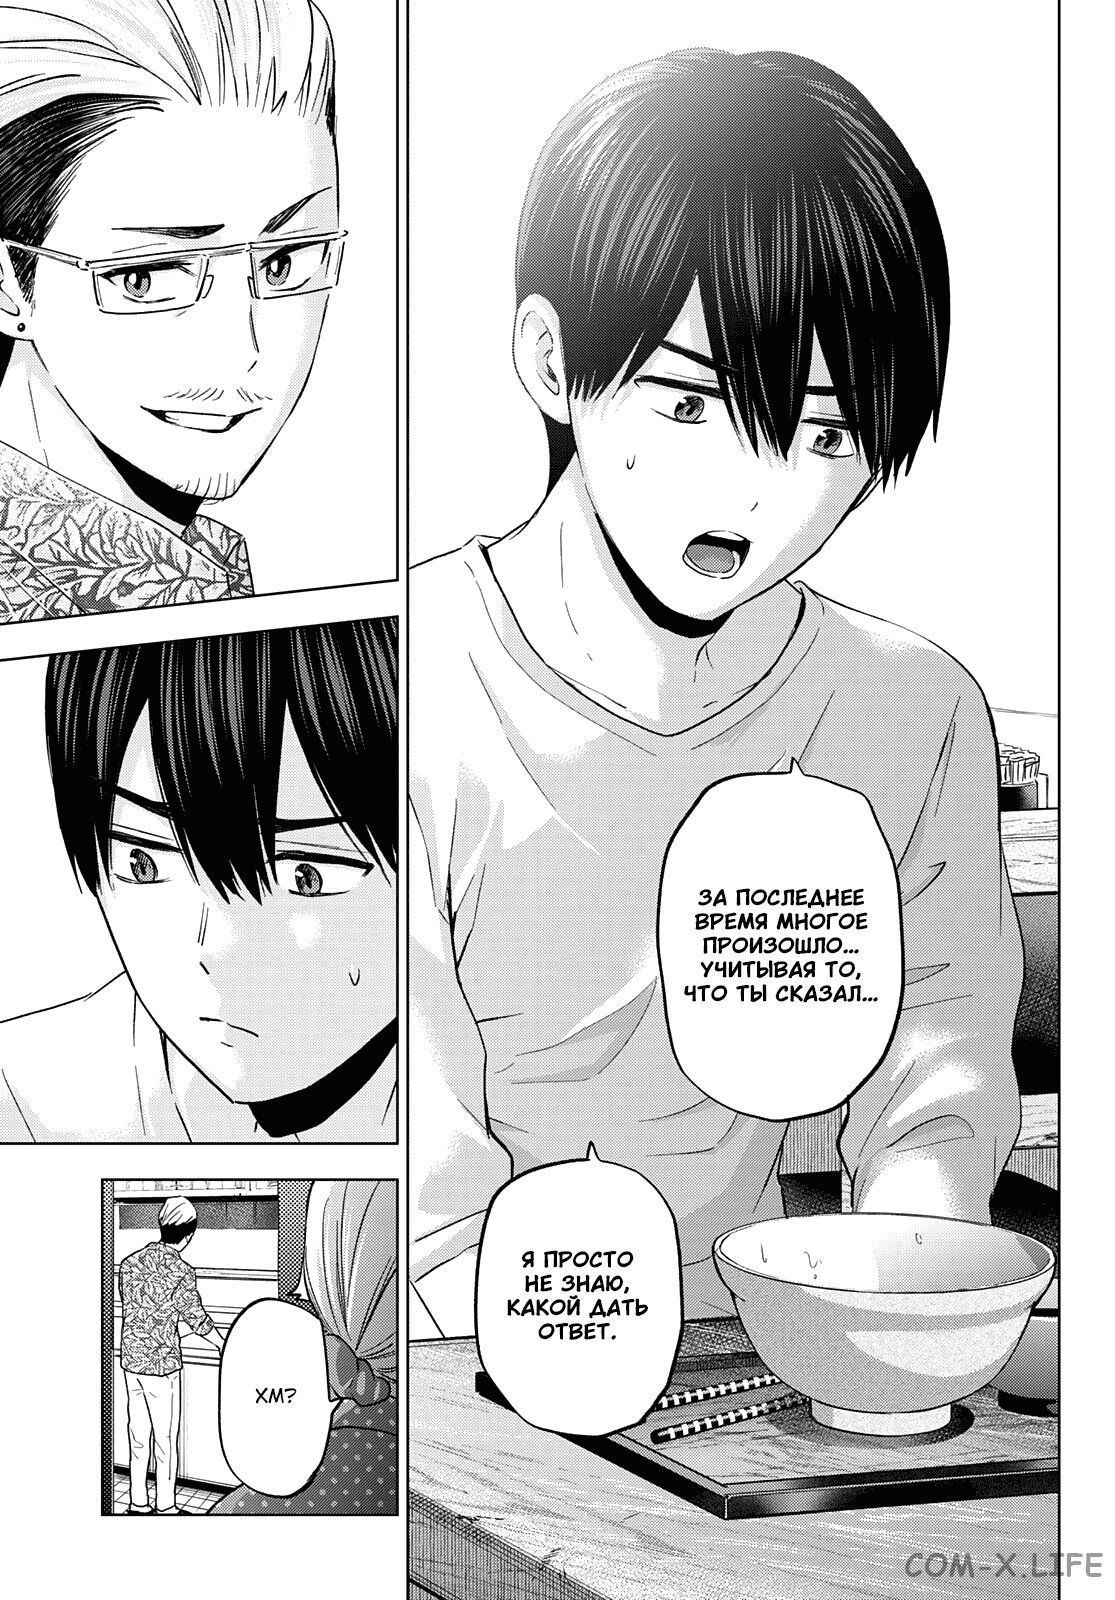 ЗА ПОСЛЕДНЕЕ
ВРЕМЯ МНОГОЕ
ПРОИЗОШЛО...
УЧИТЫВАЯ ТО,
ЧТО ТЫ СКАЗАЛ...
Я ПРОСТО
НЕ ЗНАЮ,
КАКОЙ ДАТЬ
ОТВЕТ.
ХМ?
COM-X.LIFE